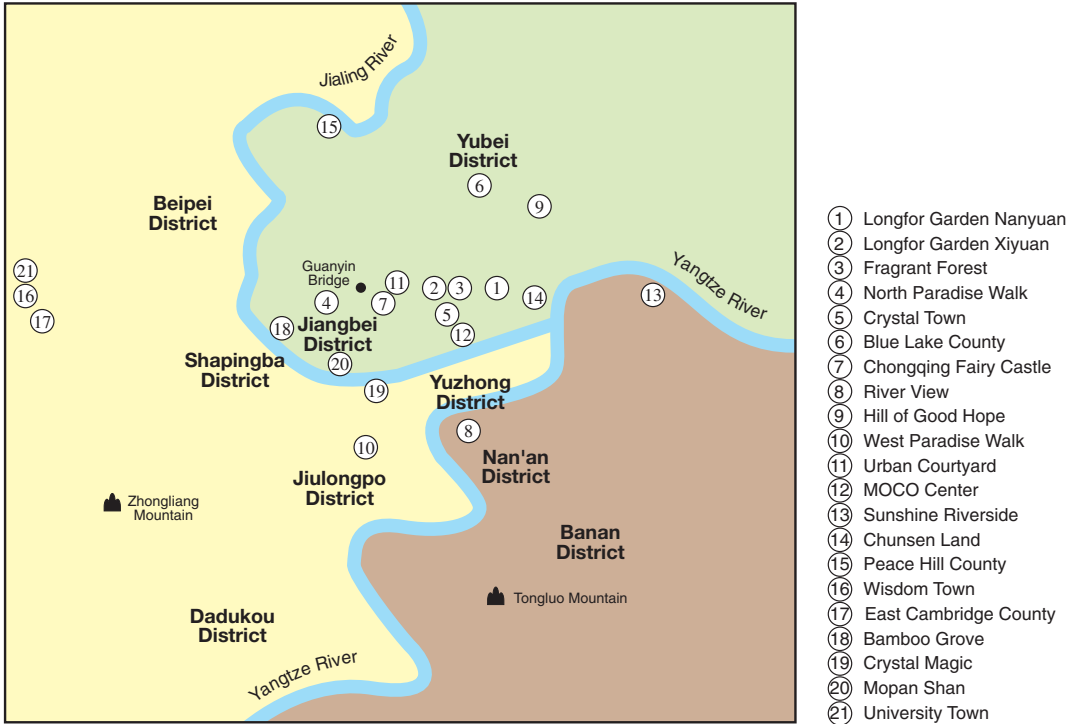 Jialing River
15
Yubei
District
6
9
Beipei
District
21
16
17
Guanyin
Bridge
11
2
3
1
14
4
7
5
12
18
Jiangbei
District
20
Yangtze River
13
Shapingba
District
19
Yuzhong
District
8
10
Nan'an
District
Jiulongpo
District
Zhongliang
Mountain
Banan
District
Tongluo Mountain
Dadukou
District
Yangtze River
1 Longfor Garden Nanyuan
2 Longfor Garden Xiyuan
3 Fragrant Forest
4 North Paradise Walk
5 Crystal Town
6 Blue Lake County
7 Chongqing Fairy Castle
8 River View
9 Hill of Good Hope
10 West Paradise Walk
11 Urban Courtyard
12 MOCO Center
13 Sunshine Riverside
14 Chunsen Land
15 Peace Hill County
16 Wisdom Town
17 East Cambridge County
18 Bamboo Grove
19 Crystal Magic
20 Mopan Shan
21 University Town